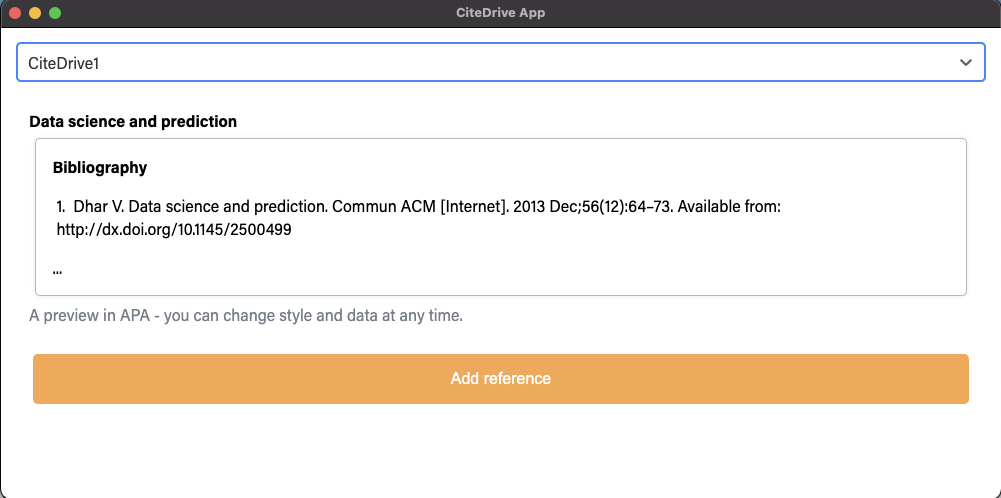 CiteDrive App
CiteDrive1
Data science and prediction
Bibliography
1. Dhar V. Data science and prediction. Commun ACM [Internet]. 2013 Dec;56(12):64–73. Available from:
http://dx.doi.org/10.1145/2500499
...
A preview in APA - you can change style and data at any time.
Add reference